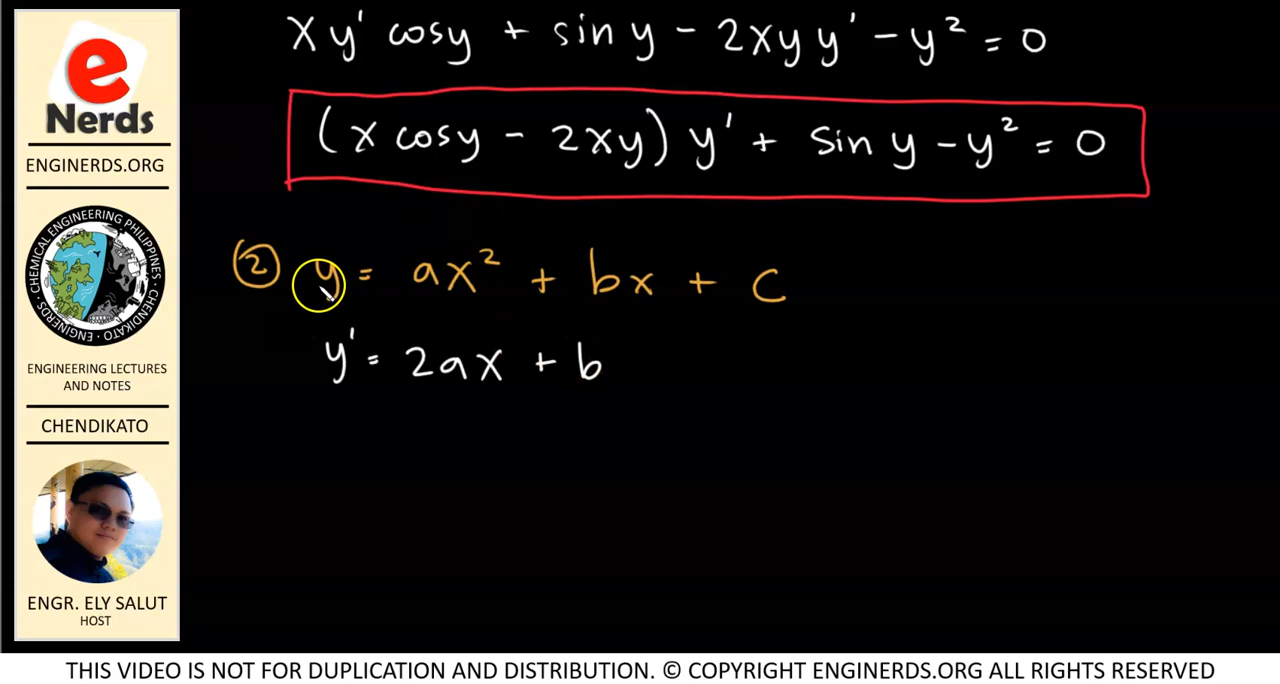 xy' cosy + sin y - 2xyy' - y² = 0
(x cosy - 2xy) y' + sin y - y² = 0
② y = ax² + bx + c
y' = 2ax + b
e
Nerds
ENGINERDS.ORG
CHEMICAL ENGINEERING PHILIPPINES • CHENDIKATO ENGINERDS •
ENGINEERING LECTURES
AND NOTES
CHENDIKATO
ENGR. ELY SALUT
HOST
THIS VIDEO IS NOT FOR DUPLICATION AND DISTRIBUTION. © COPYRIGHT ENGINERDS.ORG ALL RIGHTS RESERVED